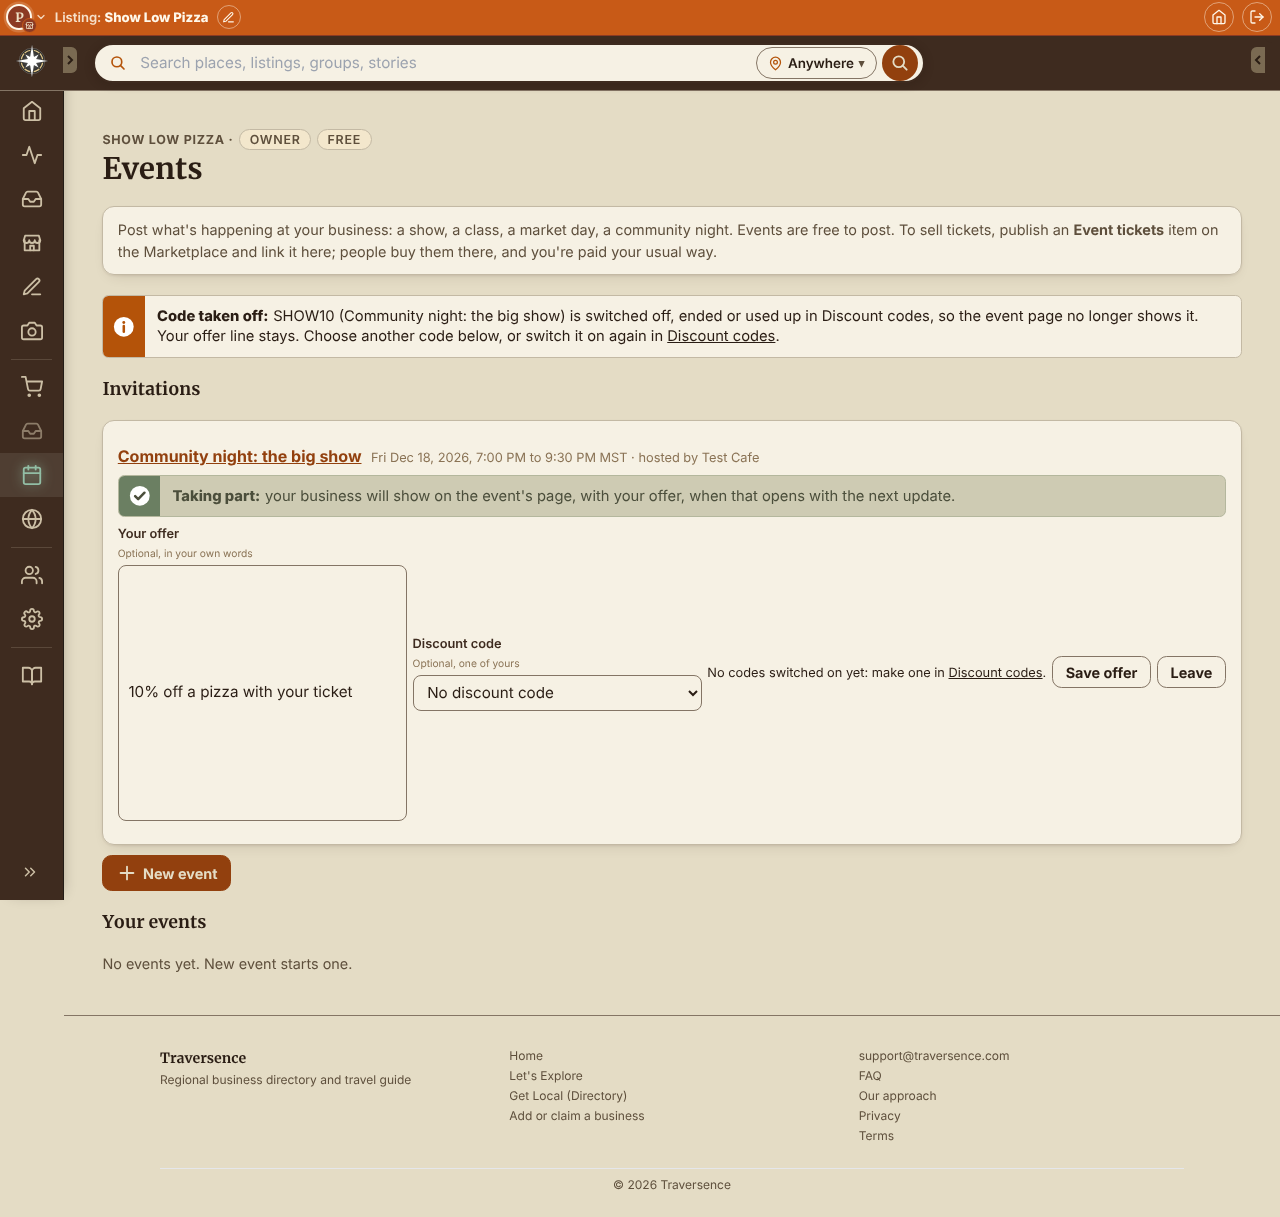 P
Listing: Show Low Pizza
Search places, listings, groups, stories
Anywhere ▾
SHOW LOW PIZZA · OWNER FREE
Events
Post what's happening at your business: a show, a class, a market day, a community night. Events are free to post. To sell tickets, publish an Event tickets item on
the Marketplace and link it here; people buy them there, and you're paid your usual way.
Code taken off: SHOW10 (Community night: the big show) is switched off, ended or used up in Discount codes, so the event page no longer shows it.
Your offer line stays. Choose another code below, or switch it on again in Discount codes.
Invitations
Community night: the big show Fri Dec 18, 2026, 7:00 PM to 9:30 PM MST · hosted by Test Cafe
Taking part: your business will show on the event's page, with your offer, when that opens with the next update.
Your offer
Optional, in your own words
10% off a pizza with your ticket
Discount code
Optional, one of yours
No discount code
No codes switched on yet: make one in Discount codes.
Save offer
Leave
New event
Your events
No events yet. New event starts one.
Traversence
Regional business directory and travel guide
Home
Let's Explore
Get Local (Directory)
Add or claim a business
support@traversence.com
FAQ
Our approach
Privacy
Terms
© 2026 Traversence